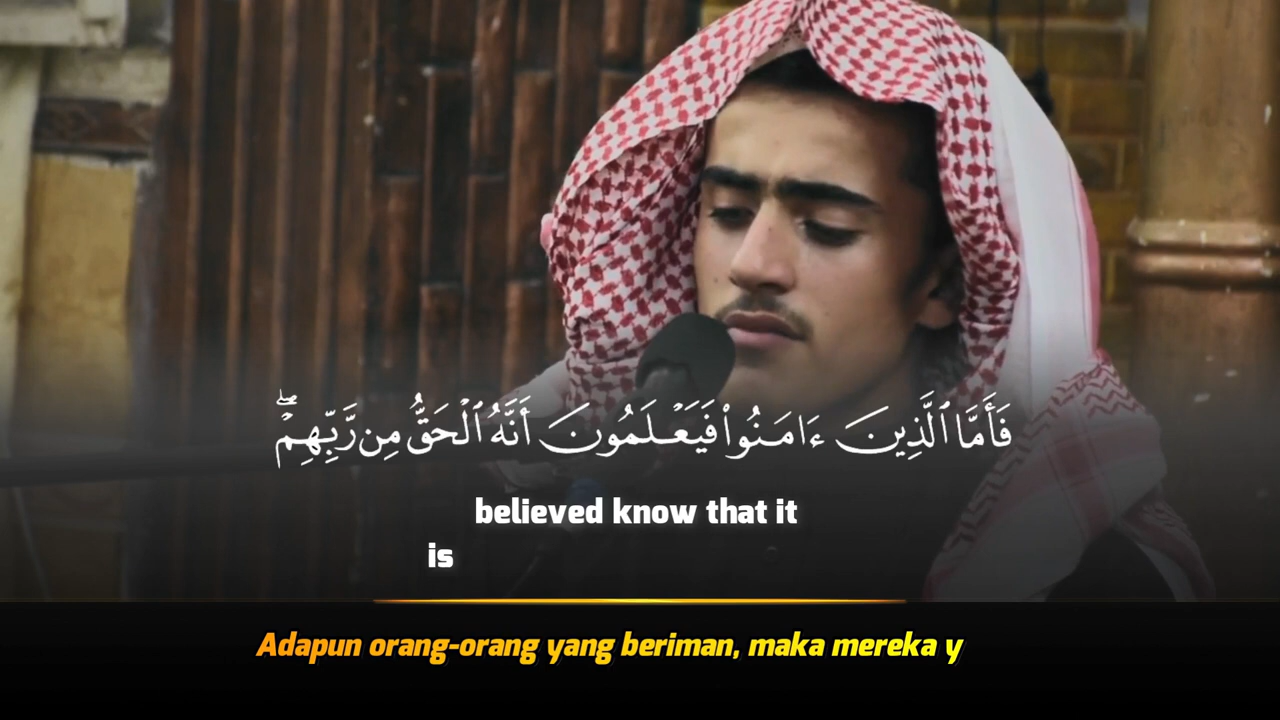 فَأَمَّا ٱلَّذِينَ ءَامَنُوا۟ فَيَعْلَمُونَ أَنَّهُ ٱلْحَقُّ مِن رَّبِّهِمْ ۖ
believed know that it
is
Adapun orang-orang yang beriman, maka mereka y